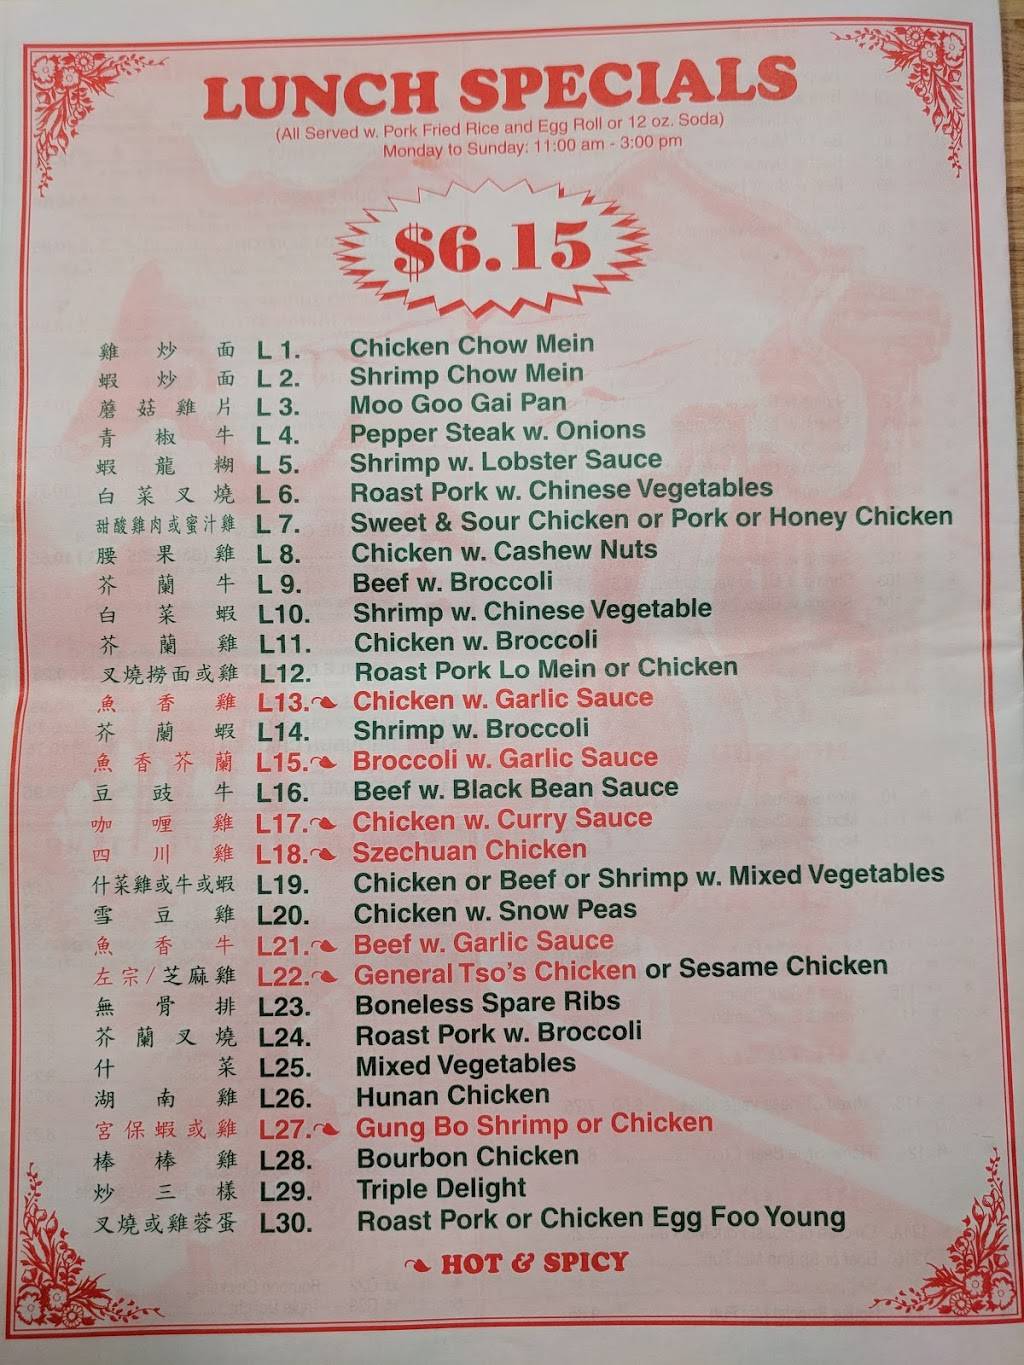 LUNCH SPECIALS
(All Served w. Pork Fried Rice and Egg Roll or 12 oz. Soda)
Monday to Sunday: 11:00 am - 3:00 pm
$6.15
雞炒面 L 1. Chicken Chow Mein
蝦炒面 L 2. Shrimp Chow Mein
蘑菇雞片 L 3. Moo Goo Gai Pan
青椒牛 L 4. Pepper Steak w. Onions
蝦龍糊 L 5. Shrimp w. Lobster Sauce
白菜叉燒 L 6. Roast Pork w. Chinese Vegetables
甜酸雞肉或蜜汁雞 L 7. Sweet & Sour Chicken or Pork or Honey Chicken
腰果雞 L 8. Chicken w. Cashew Nuts
芥蘭牛 L 9. Beef w. Broccoli
白菜蝦 L10. Shrimp w. Chinese Vegetable
芥蘭雞 L11. Chicken w. Broccoli
叉燒撈面或雞 L12. Roast Pork Lo Mein or Chicken
魚香雞 L13. Chicken w. Garlic Sauce
芥蘭蝦 L14. Shrimp w. Broccoli
魚香芥蘭 L15. Broccoli w. Garlic Sauce
豆豉牛 L16. Beef w. Black Bean Sauce
咖喱雞 L17. Chicken w. Curry Sauce
四川雞 L18. Szechuan Chicken
什菜雞或牛或蝦 L19. Chicken or Beef or Shrimp w. Mixed Vegetables
雪豆雞 L20. Chicken w. Snow Peas
魚香牛 L21. Beef w. Garlic Sauce
左宗/芝麻雞 L22. General Tso's Chicken or Sesame Chicken
無骨排 L23. Boneless Spare Ribs
芥蘭叉燒 L24. Roast Pork w. Broccoli
什菜 L25. Mixed Vegetables
湖南雞 L26. Hunan Chicken
宮保蝦或雞 L27. Gung Bo Shrimp or Chicken
棒棒雞 L28. Bourbon Chicken
炒三樣 L29. Triple Delight
叉燒或雞蓉蛋 L30. Roast Pork or Chicken Egg Foo Young
HOT & SPICY